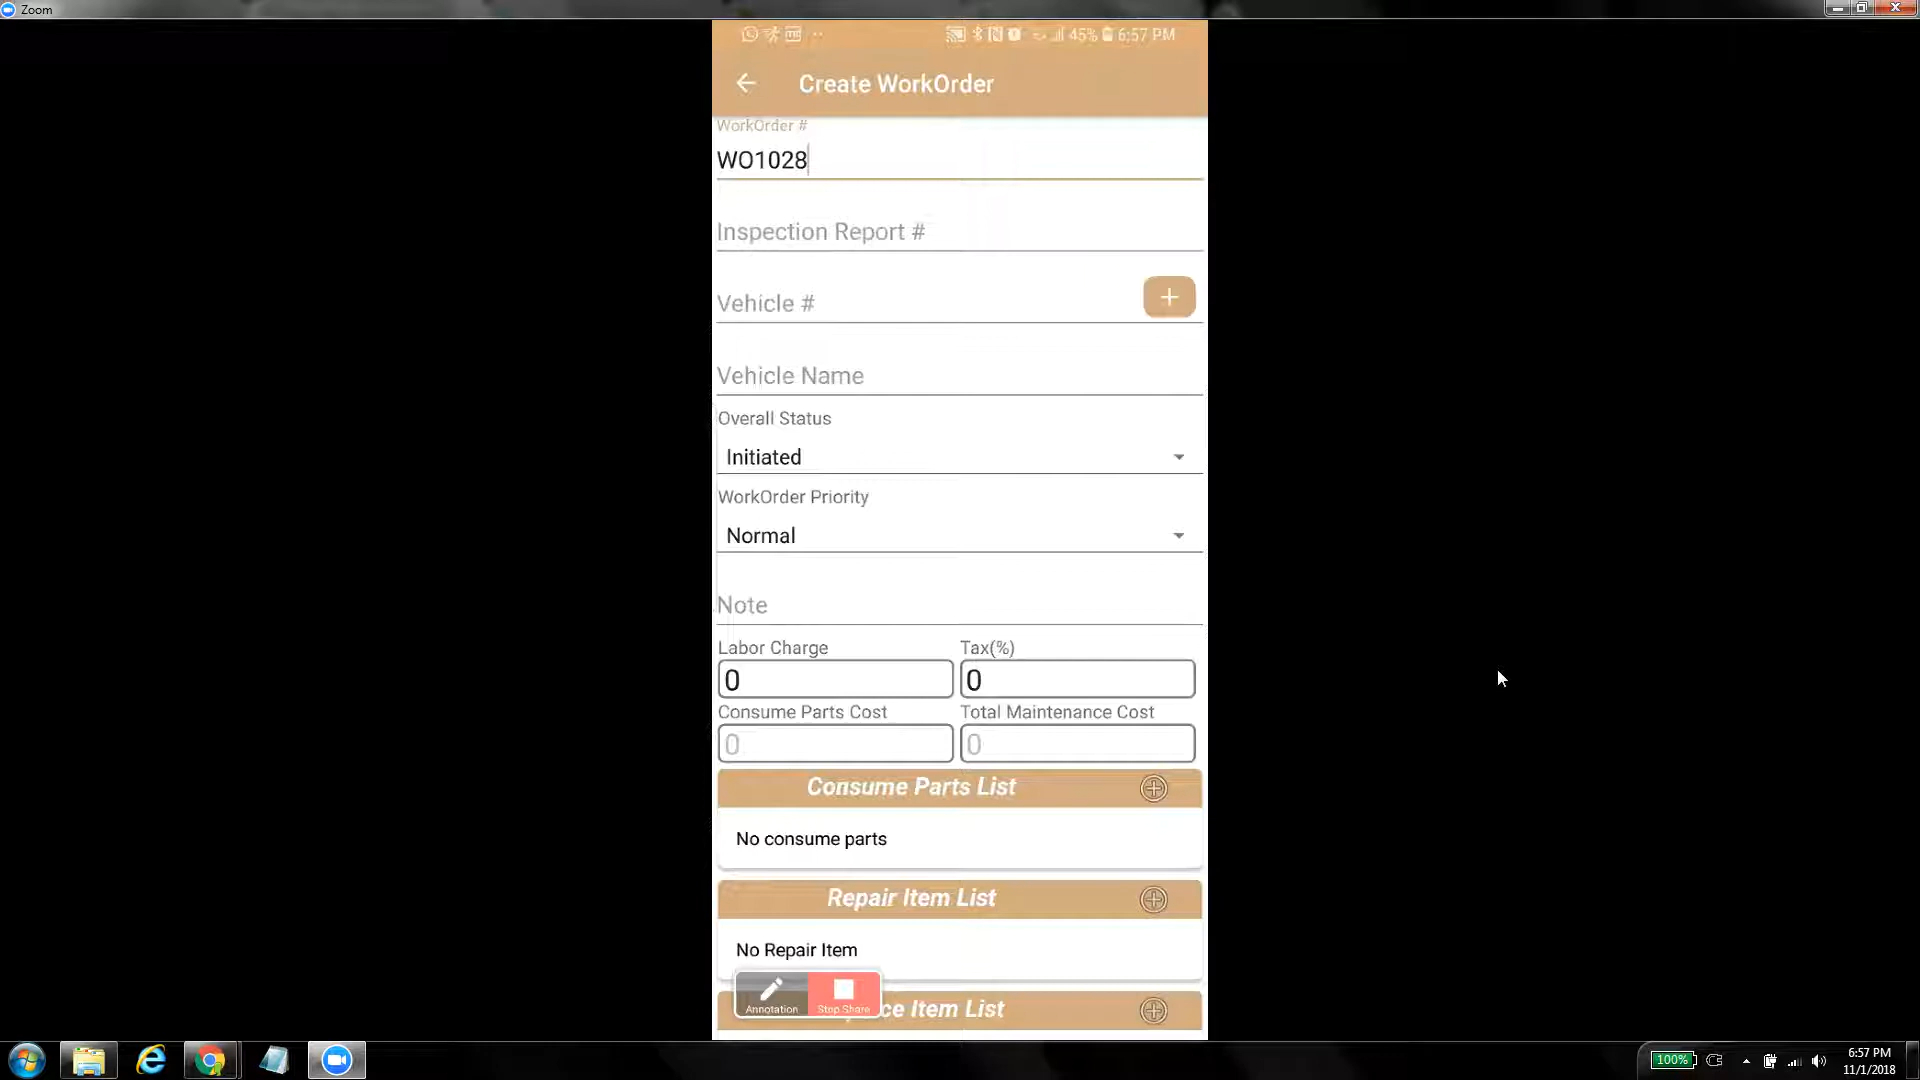 Zoom
45% 6:57 PM
Create WorkOrder
WorkOrder #
WO1028
Inspection Report #
Vehicle #
Vehicle Name
Overall Status
Initiated
WorkOrder Priority
Normal
Note
Labor Charge Tax(%)
0 0
Consume Parts Cost Total Maintenance Cost
0 0
Consume Parts List
No consume parts
Repair Item List
No Repair Item
Annotation Stop Share
ce Item List
100% 6:57 PM
11/1/2018